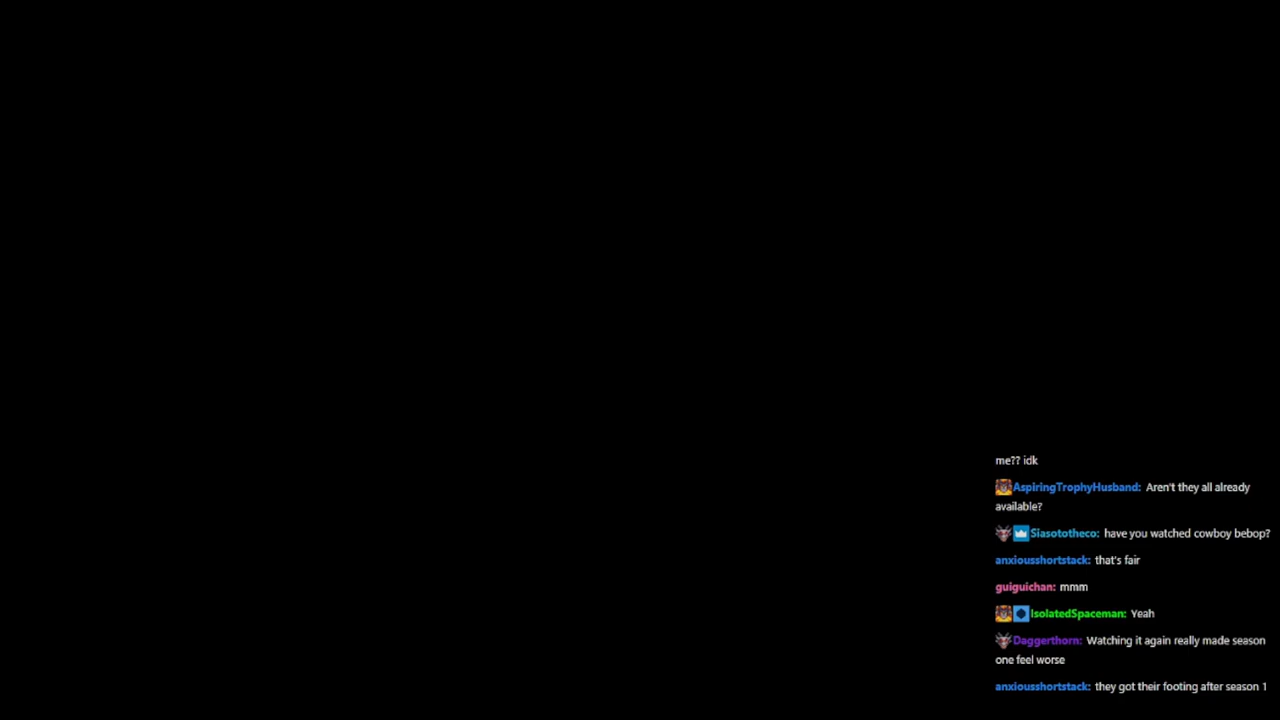 me?? idk
AspiringTrophyHusband: Aren't they all already
available?
Siasototheco: have you watched cowboy bebop?
anxiousshortstack: that's fair
guiguichan: mmm
IsolatedSpaceman: Yeah
Daggerthorn: Watching it again really made season
one feel worse
anxiousshortstack: they got their footing after season 1